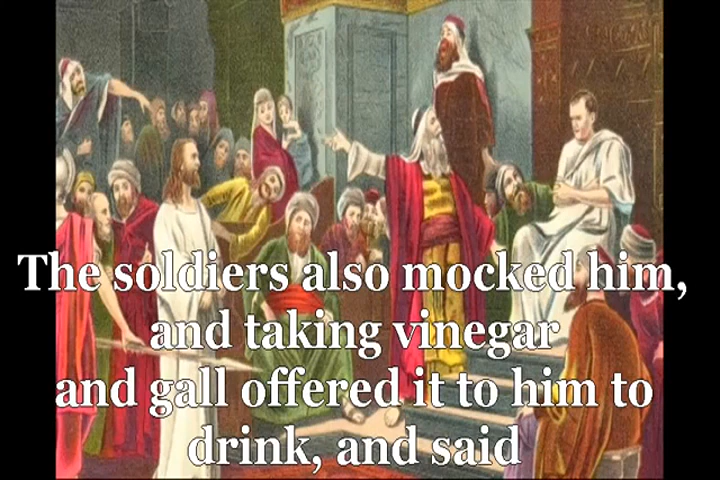 The soldiers also mocked him,
and taking vinegar
and gall offered it to him to
drink, and said